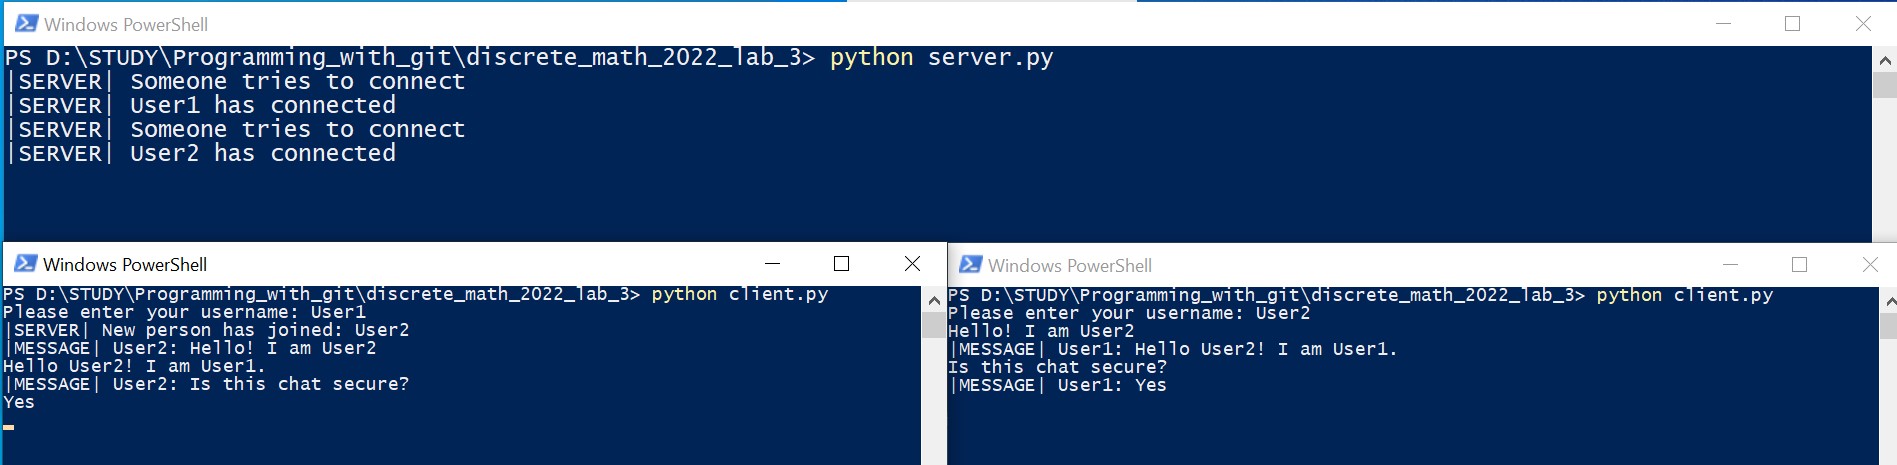 Windows PowerShell
PS D:\STUDY\Programming_with_git\discrete_math_2022_lab_3> python server.py
|SERVER| Someone tries to connect
|SERVER| User1 has connected
|SERVER| Someone tries to connect
|SERVER| User2 has connected
Windows PowerShell
PS D:\STUDY\Programming_with_git\discrete_math_2022_lab_3> python client.py
Please enter your username: User1
|SERVER| New person has joined: User2
|MESSAGE| User2: Hello! I am User2
Hello User2! I am User1.
|MESSAGE| User2: Is this chat secure?
Yes
Windows PowerShell
PS D:\STUDY\Programming_with_git\discrete_math_2022_lab_3> python client.py
Please enter your username: User2
Hello! I am User2
|MESSAGE| User1: Hello User2! I am User1.
Is this chat secure?
|MESSAGE| User1: Yes